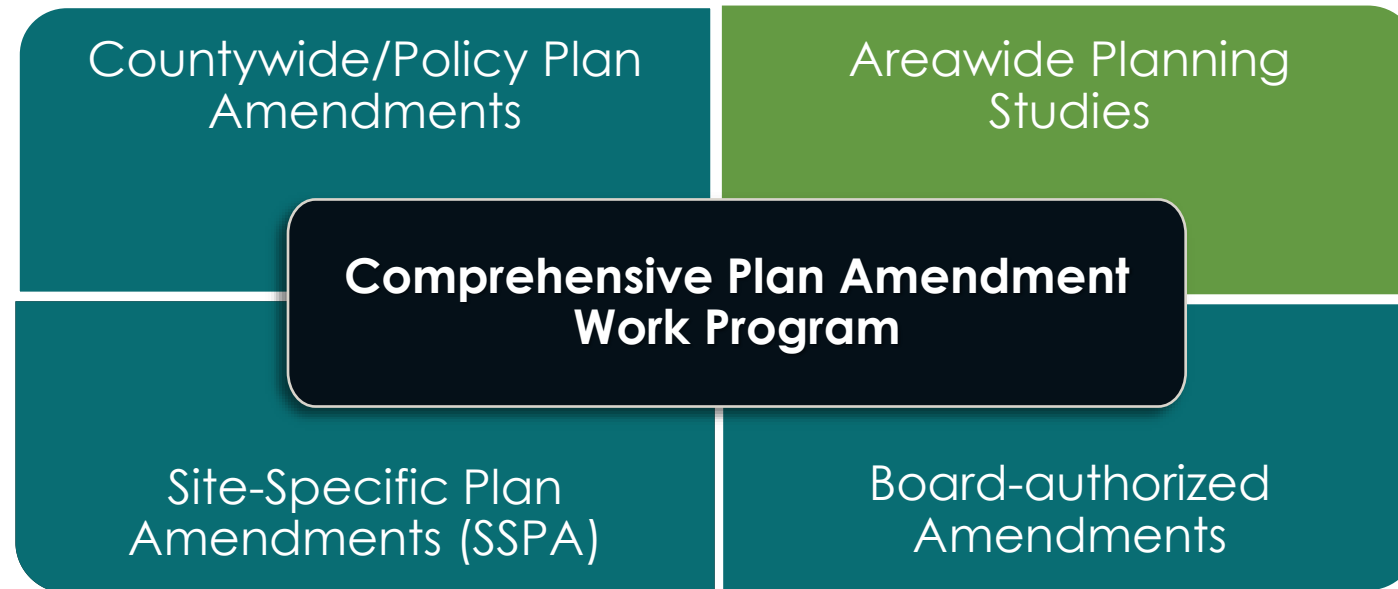 Countywide/Policy Plan
Amendments
Areawide Planning
Studies
Comprehensive Plan Amendment
Work Program
Site-Specific Plan
Amendments (SSPA)
Board-authorized
Amendments